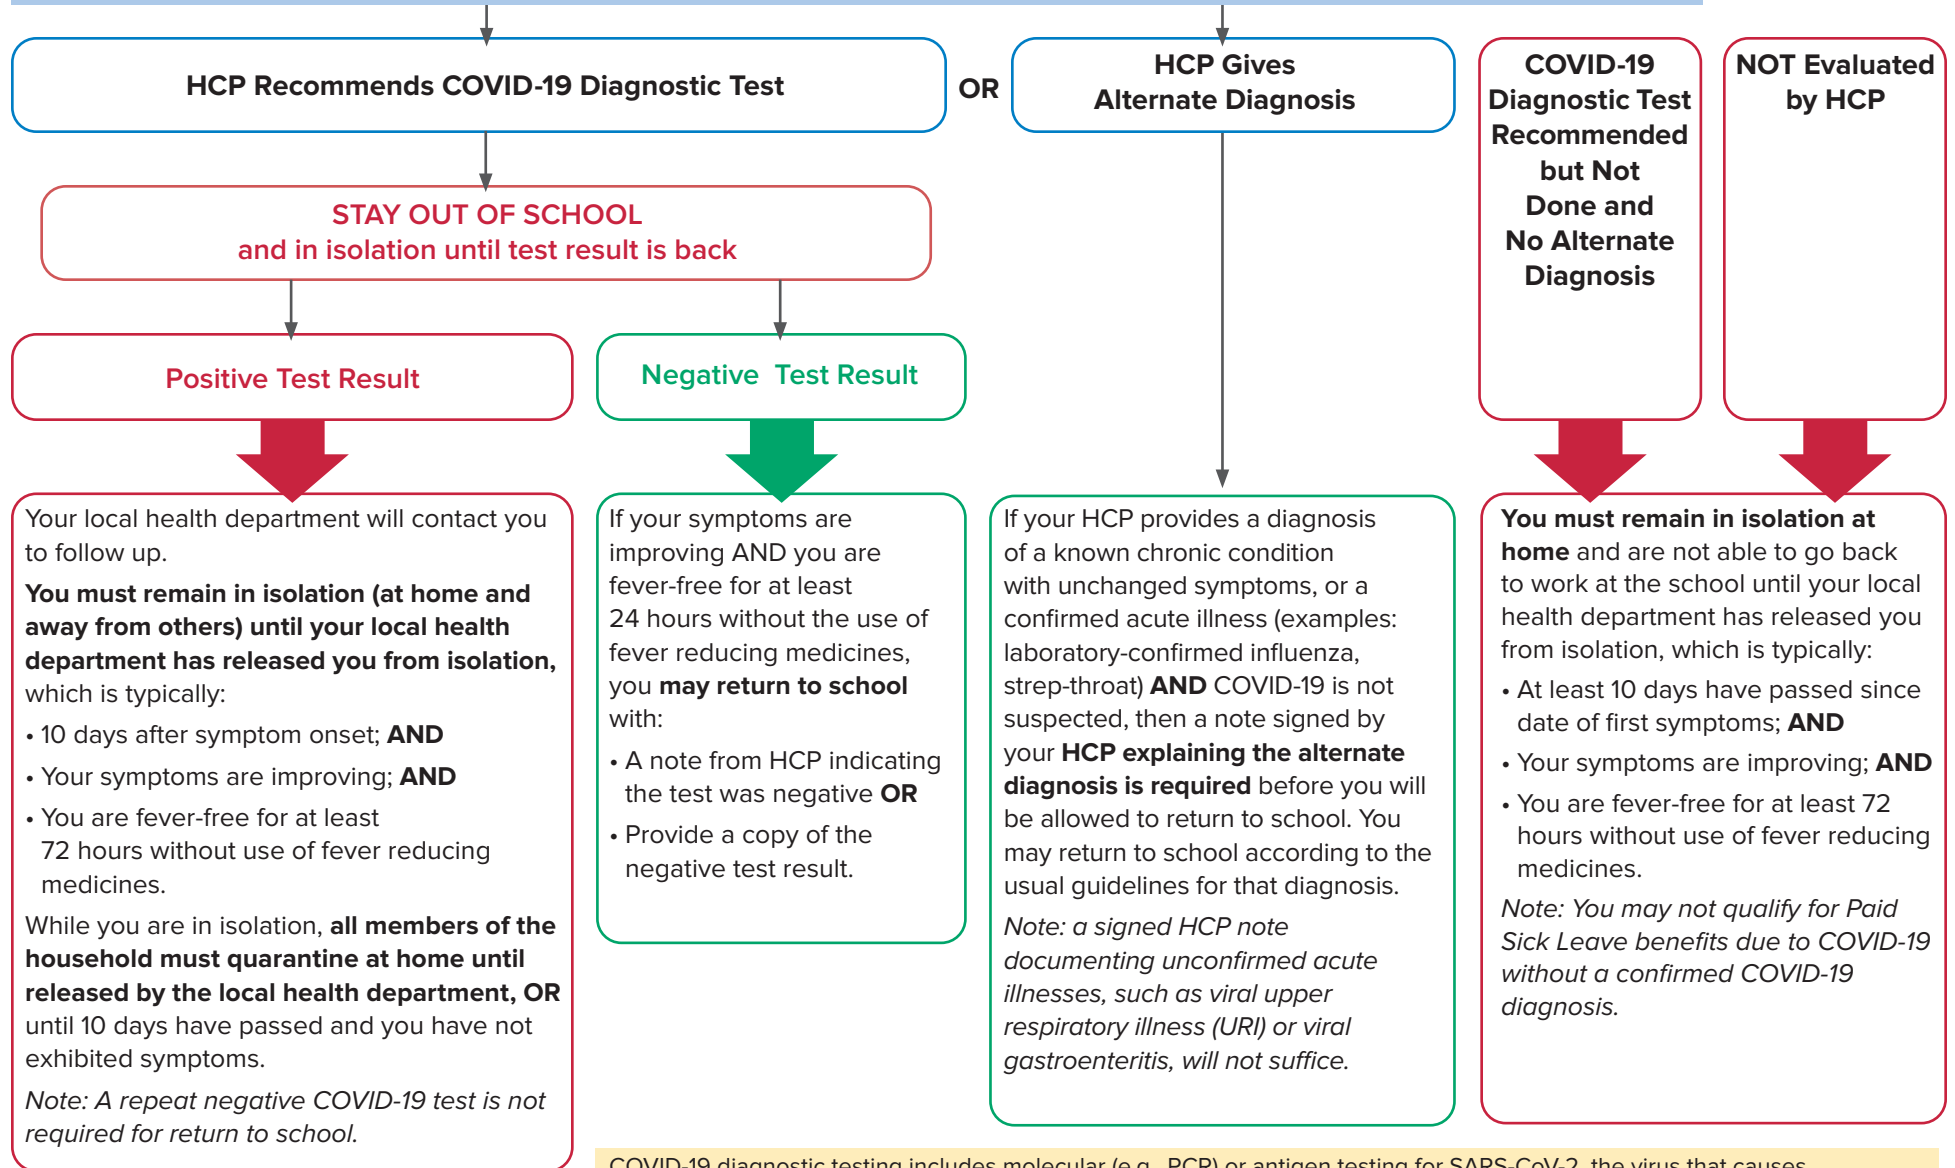 HCP Recommends COVID-19 Diagnostic Test
OR
HCP Gives
Alternate Diagnosis
COVID-19
Diagnostic Test
Recommended
but Not
Done and
No Alternate
Diagnosis
NOT Evaluated
by HCP
STAY OUT OF SCHOOL
and in isolation until test result is back
Positive Test Result
Negative Test Result
Your local health department will contact you
to follow up.
You must remain in isolation (at home and
away from others) until your local health
department has released you from isolation,
which is typically:
• 10 days after symptom onset; AND
• Your symptoms are improving; AND
• You are fever-free for at least
72 hours without use of fever reducing
medicines.
While you are in isolation, all members of the
household must quarantine at home until
released by the local health department, OR
until 10 days have passed and you have not
exhibited symptoms.
Note: A repeat negative COVID-19 test is not
required for return to school.
If your symptoms are
improving AND you are
fever-free for at least
24 hours without the use of
fever reducing medicines,
you may return to school
with:
• A note from HCP indicating
the test was negative OR
• Provide a copy of the
negative test result.
If your HCP provides a diagnosis
of a known chronic condition
with unchanged symptoms, or a
confirmed acute illness (examples:
laboratory-confirmed influenza,
strep-throat) AND COVID-19 is not
suspected, then a note signed by
your HCP explaining the alternate
diagnosis is required before you will
be allowed to return to school. You
may return to school according to the
usual guidelines for that diagnosis.
Note: a signed HCP note
documenting unconfirmed acute
illnesses, such as viral upper
respiratory illness (URI) or viral
gastroenteritis, will not suffice.
You must remain in isolation at
home and are not able to go back
to work at the school until your local
health department has released you
from isolation, which is typically:
• At least 10 days have passed since
date of first symptoms; AND
• Your symptoms are improving; AND
• You are fever-free for at least 72
hours without use of fever reducing
medicines.
Note: You may not qualify for Paid
Sick Leave benefits due to COVID-19
without a confirmed COVID-19
diagnosis.
COVID-19 diagnostic testing includes molecular (e.g., PCR) or antigen testing for SARS-CoV-2, the virus that causes